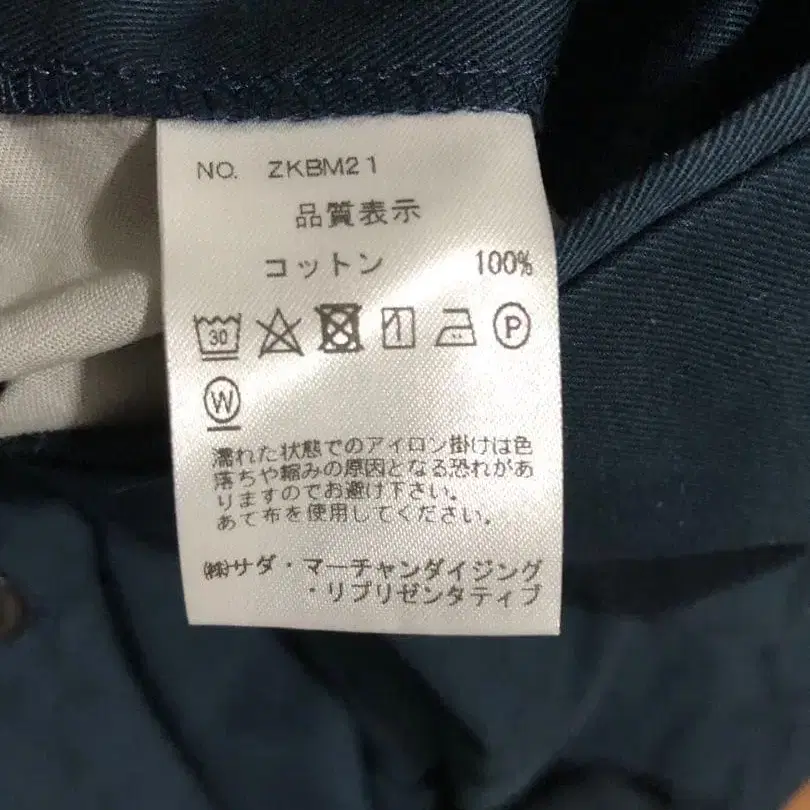 NO. ZKBM21
品質表示
コットン 100%
30
P
W
濡れた状態でのアイロン掛けは色
落ちや縮みの原因となる恐れがあ
りますのでお避け下さい。
あて布を使用してください。
㈱サダ・マーチャンダイジング
・リプリゼンタティブ